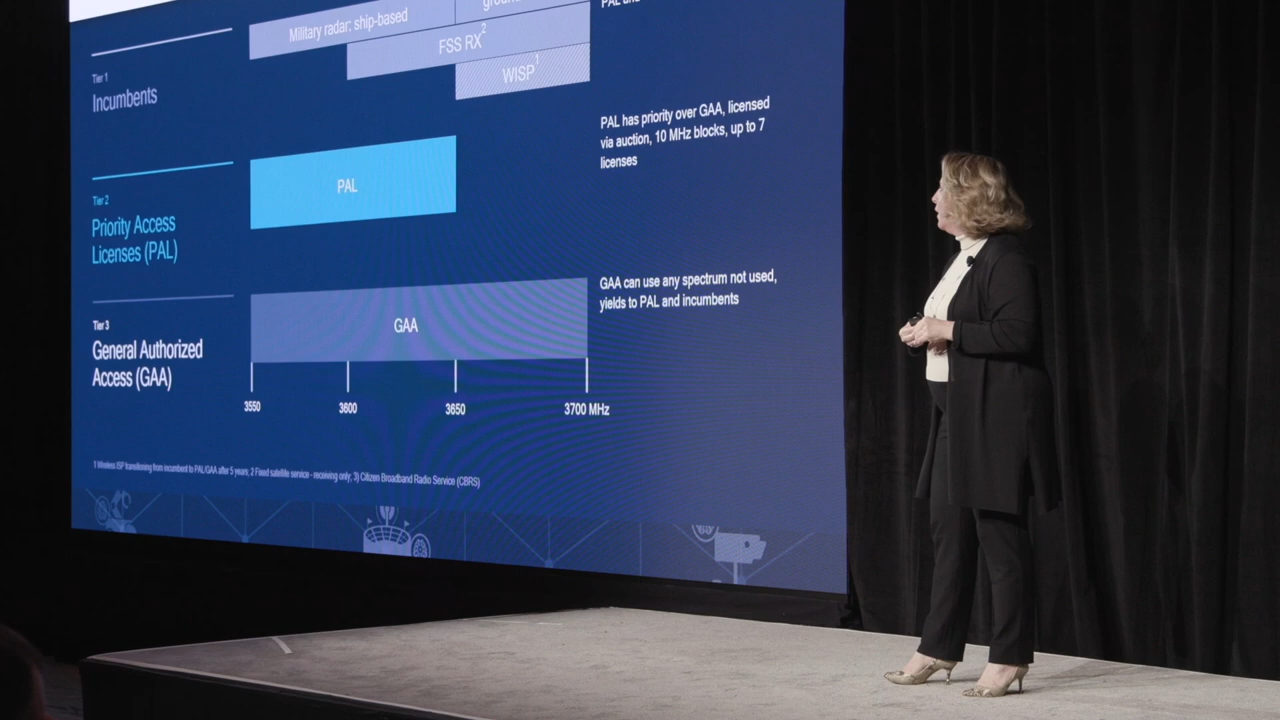 ground
PAL and
Military radar: ship-based
FSS RX2
WISP1
Tier 1
Incumbents
PAL has priority over GAA, licensed
via auction, 10 MHz blocks, up to 7
licenses
PAL
Tier 2
Priority Access
Licenses (PAL)
GAA can use any spectrum not used,
yields to PAL and incumbents
GAA
Tier 3
General Authorized
Access (GAA)
3550
3600
3650
3700 MHz
1 Wireless ISP transitioning from incumbent to PAL/GAA after 5 years; 2 Fixed satellite service - receiving only; 3) Citizen Broadband Radio Service (CBRS)